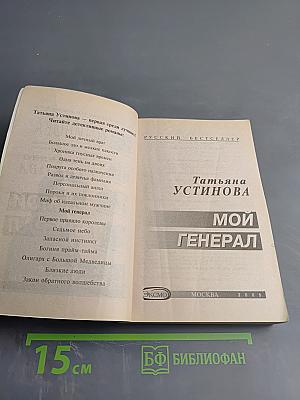 Татьяна Устинова — первая среди лучших!
Читайте детективные романы:
Мой личный враг
Большое зло и мелкие пакости
Хроника гнусных времен
Одна тень на двоих
Подруга особого назначения
Развод и девичья фамилия
Персональный ангел
Пороки и их поклонники
Миф об идеальном мужчине
Мой генерал
Первое правило королевы
Седьмое небо
Запасной инстинкт
Богиня прайм-тайма
Олигарх с Большой Медведицы
Близкие люди
Закон обратного волшебства
РУССКИЙ БЕСТСЕЛЛЕР
Татьяна
УСТИНОВА
МОЙ
ГЕНЕРАЛ
ЭКСМО
МОСКВА
15 см
БФ БИБЛИОФАН